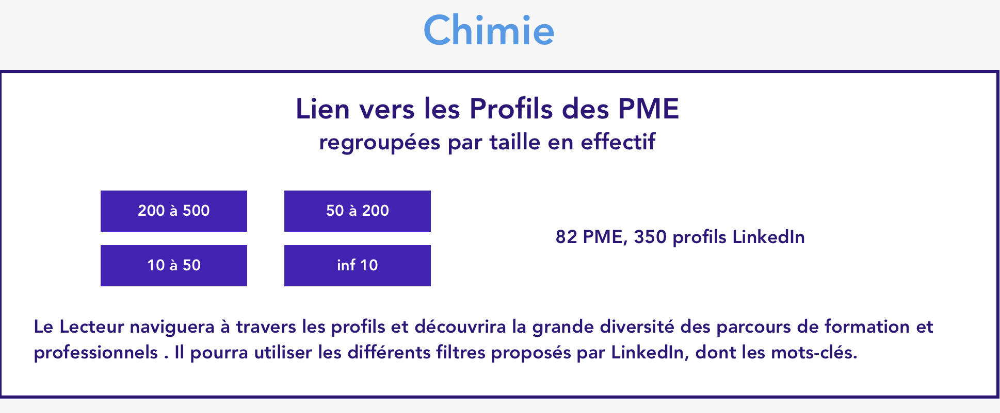 Chimie
Lien vers les Profils des PME
regroupées par taille en effectif
200 à 500
50 à 200
10 à 50
inf 10
82 PME, 350 profils LinkedIn
Le Lecteur naviguera à travers les profils et découvrira la grande diversité des parcours de formation et
professionnels . Il pourra utiliser les différents filtres proposés par LinkedIn, dont les mots-clés.